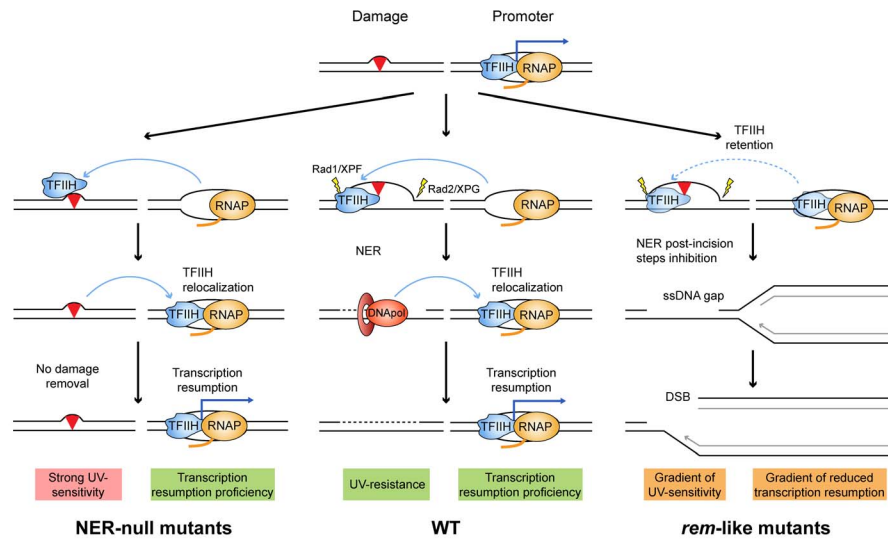 Damage
Promoter
TFIIH
RNAP
TFIIH
retention
TFIIH
RNAP
Rad1/XPF
Rad2/XPG
TFIIH
RNAP
TFIIH
TFIIH
RNAP
NER
NER post-incision
steps inhibition
TFIIH
relocalization
TFIIH
RNAP
TFIIH
relocalization
DNApol
TFIIH
RNAP
ssDNA gap
No damage
removal
Transcription
resumption
TFIIH
RNAP
Transcription
resumption
TFIIH
RNAP
DSB
Strong UV-
sensitivity
Transcription
resumption proficiency
UV-resistance
Transcription
resumption proficiency
Gradient of
UV-sensitivity
Gradient of reduced
transcription resumption
NER-null mutants
WT
rem-like mutants